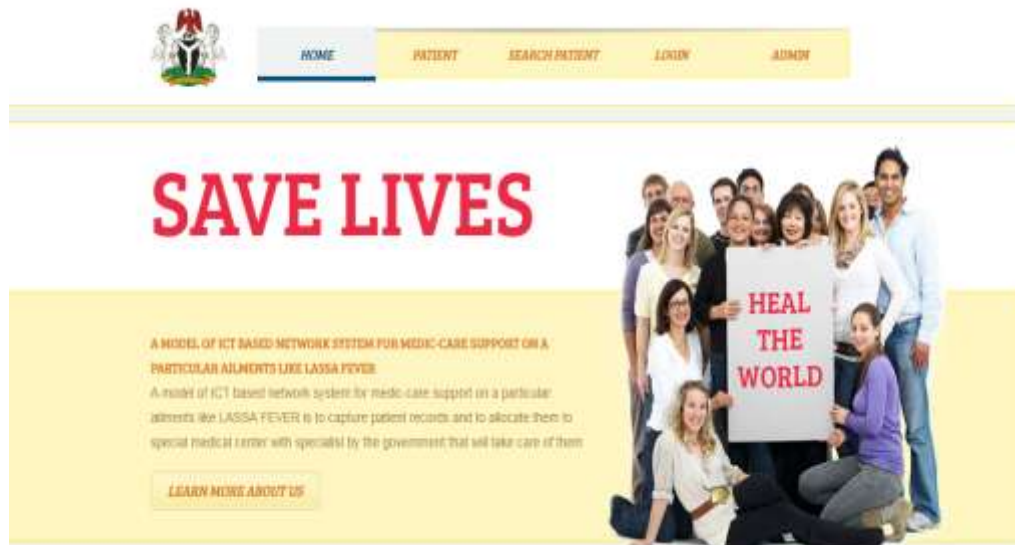 HOME
PATIENT
SEARCH PATIENT
LOGIN
ADMIN
SAVE LIVES
HEAL
THE
WORLD
A MODEL OF ICT BASED NETWORK SYSTEM FOR MEDIC-CARE SUPPORT ON A
PARTICULAR AILMENTS LIKE LASSA FEVER
A model of ICT based network system for medic-care support on a particular
ailments like LASSA FEVER is to capture patient records and to allocate them to
special medical center with specialist by the government that will take care of them
LEARN MORE ABOUT US